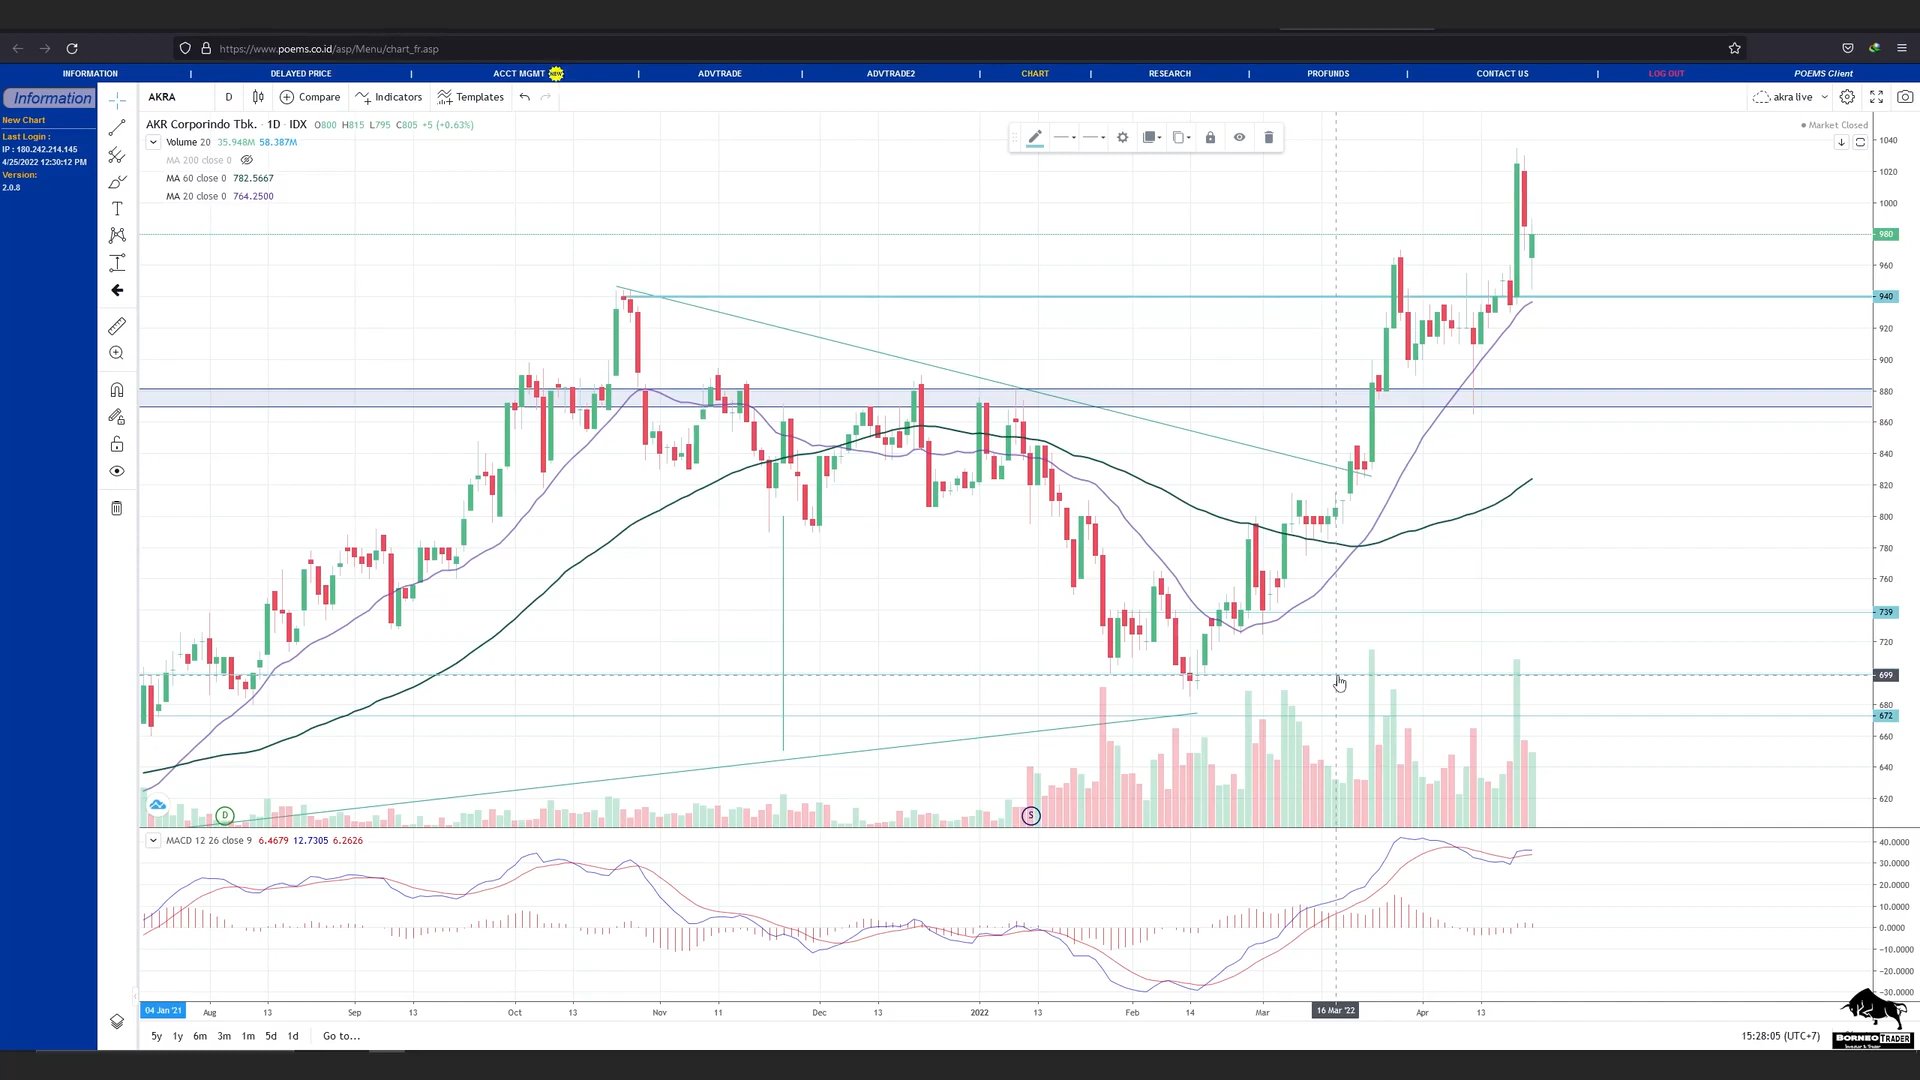 https://www.poems.co.id/asp/Menu/chart_fr.asp
INFORMATION | DELAYED PRICE | ACCT MGMT NEW | ADVTRADE | ADVTRADE2 | CHART | RESEARCH | PROFUNDS | CONTACT US | LOG OUT POEMS Client
Information
New Chart
Last Login :
IP : 180.242.214.145
4/25/2022 12:30:12 PM
Version:
2.0.8
AKRA D Compare Indicators Templates akra live
AKR Corporindo Tbk. · 1D · IDX O800 H815 L795 C805 +5 (+0.63%)
Market Closed
Volume 20 35.948M 58.387M
MA 200 close 0
MA 60 close 0 782.5667
MA 20 close 0 764.2500
1040
1020
1000
980
960
940
920
900
880
860
840
820
800
780
760
739
720
699
680
672
660
640
620
D
S
MACD 12 26 close 9 6.4679 12.7305 6.2626
40.0000
30.0000
20.0000
10.0000
0.0000
-10.0000
-20.0000
-30.0000
04 Jan '21 Aug 13 Sep 13 Oct 13 Nov 11 Dec 13 2022 13 Feb 14 Mar 16 Mar '22 Apr 13
5y 1y 6m 3m 1m 5d 1d Go to...
15:28:05 (UTC+7)
BORNEO TRADER